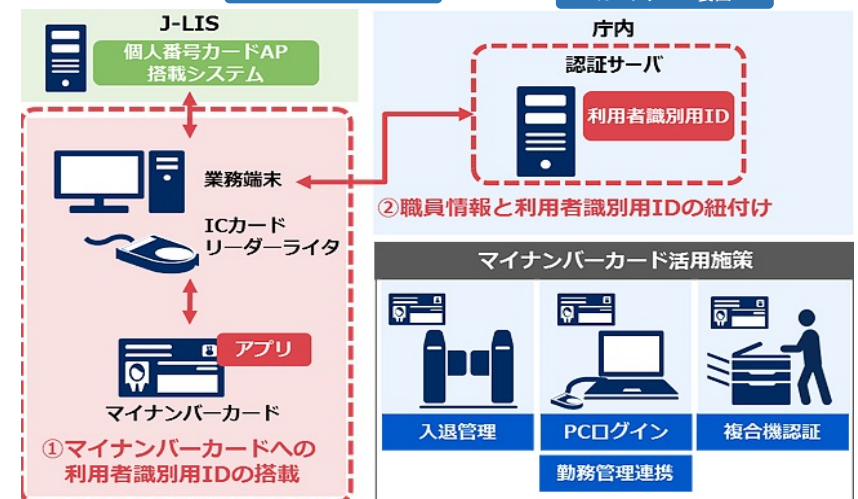 J-LIS
個人番号カードAP
搭載システム
業務端末
ICカード
リーダーライタ
アプリ
マイナンバーカード
①マイナンバーカードへの
利用者識別用IDの搭載
庁内
認証サーバ
利用者識別用ID
②職員情報と利用者識別用IDの紐付け
マイナンバーカード活用施策
入退管理
PCログイン
複合機認証
勤務管理連携